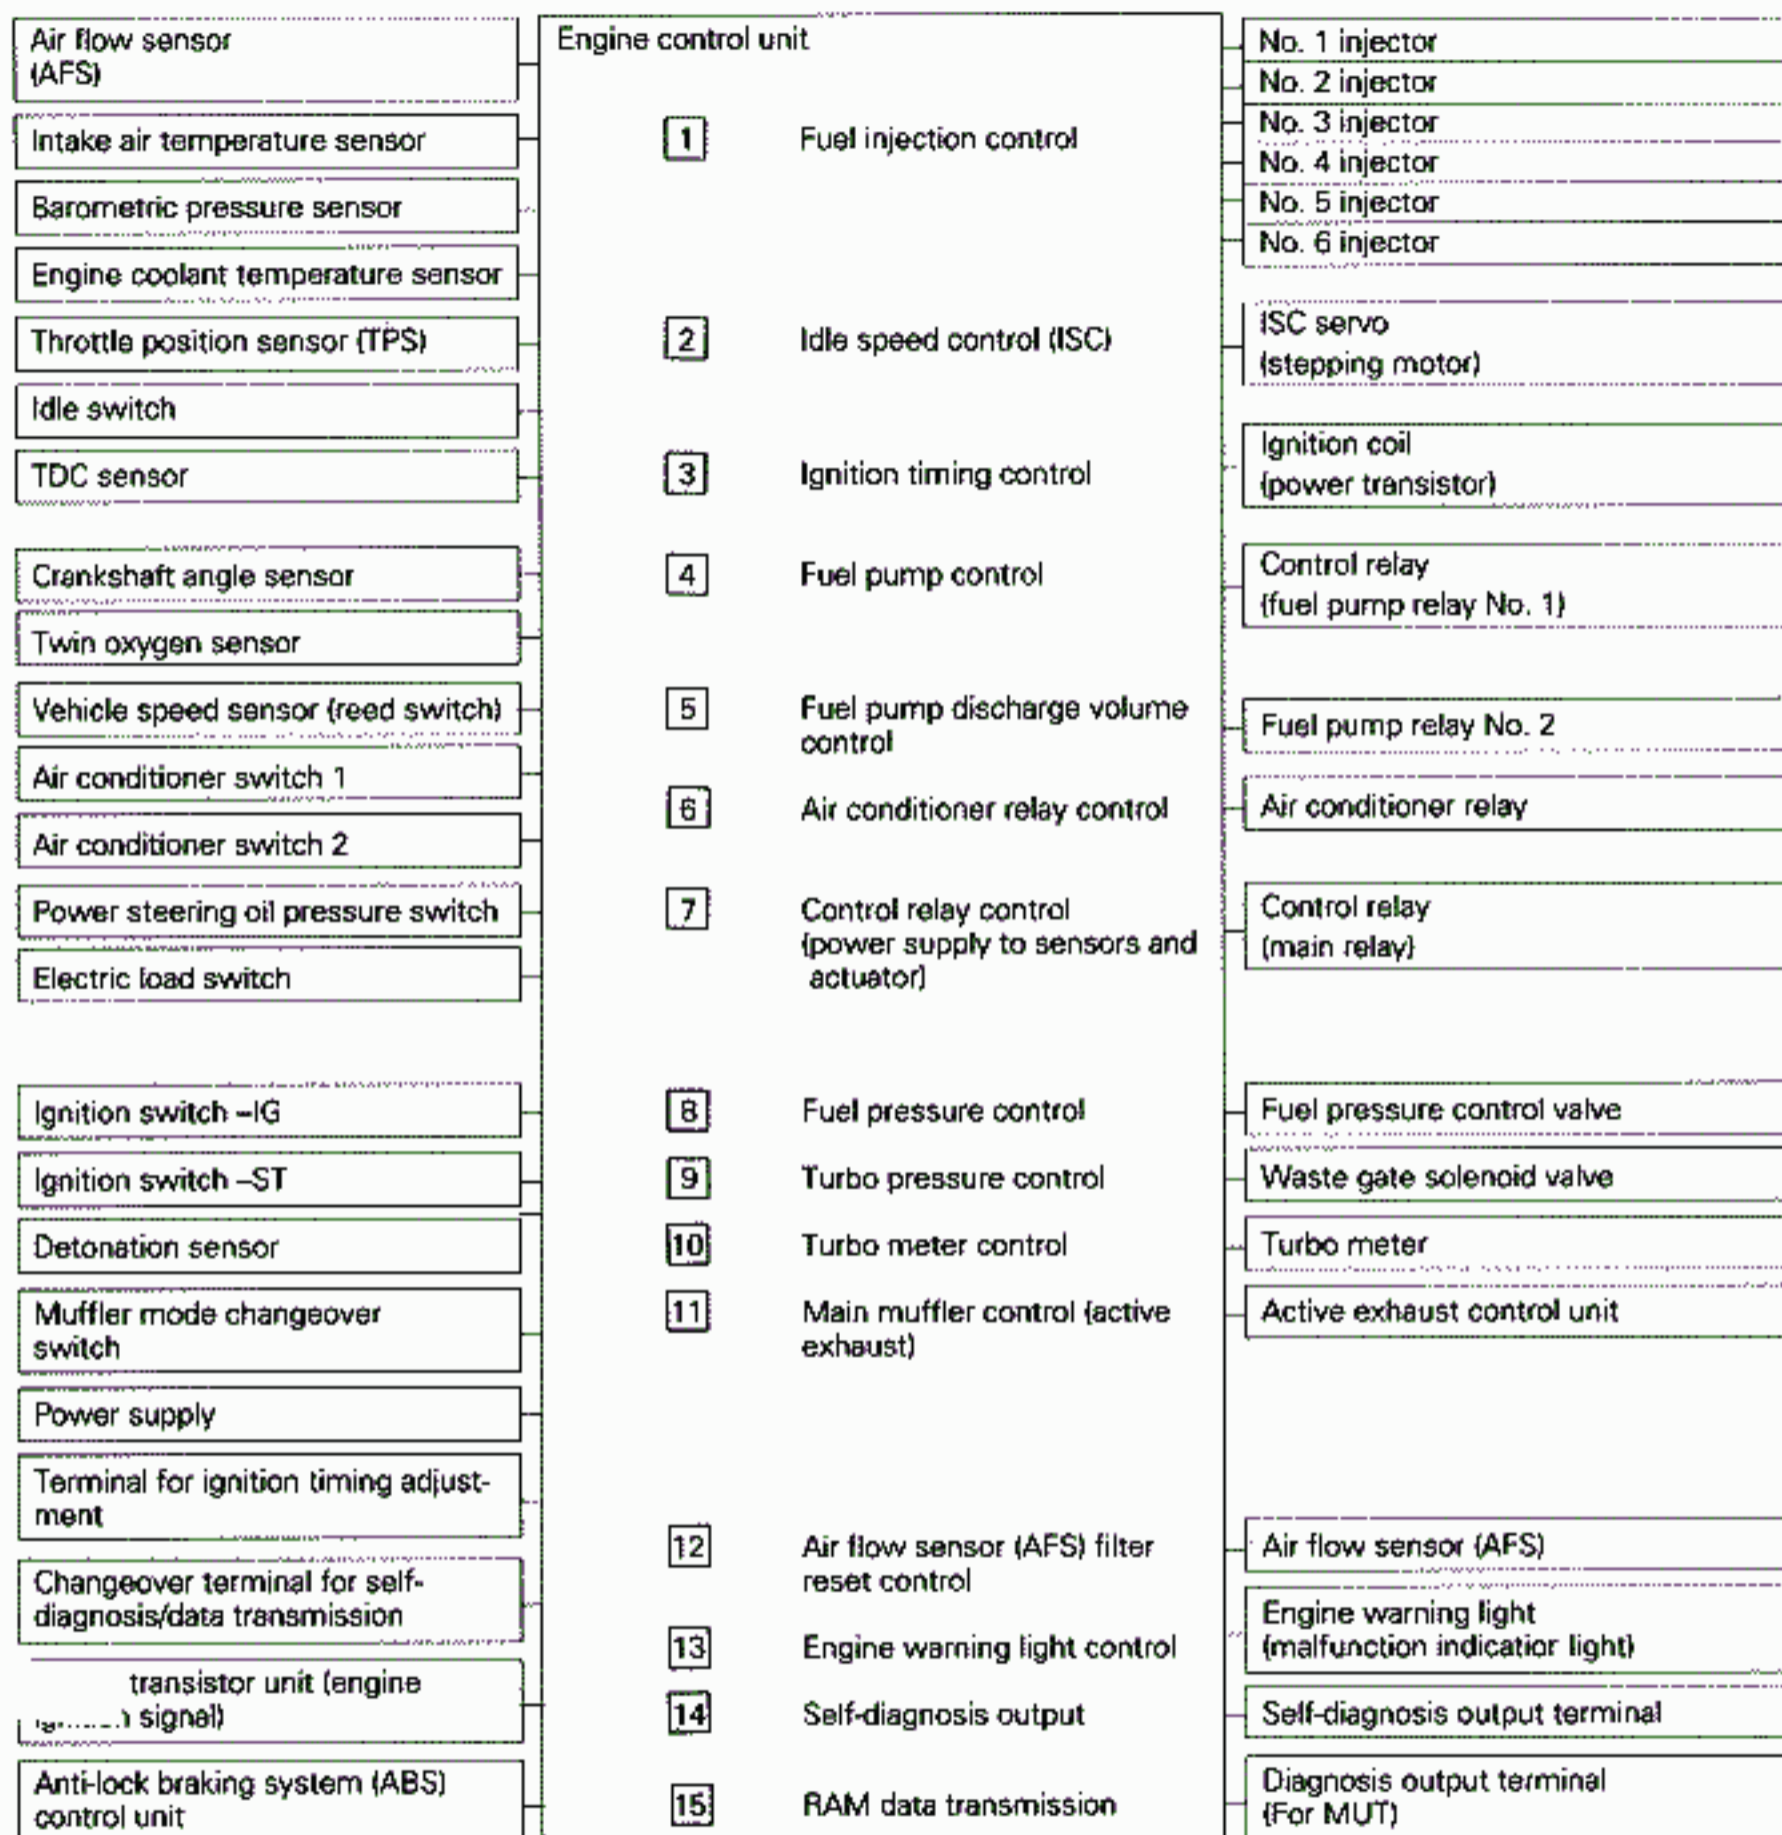 Air flow sensor
(AFS)
Intake air temperature sensor
Barometric pressure sensor
Engine coolant temperature sensor
Throttle position sensor (TPS)
Idle switch
TDC sensor
Crankshaft angle sensor
Twin oxygen sensor
Vehicle speed sensor (reed switch)
Air conditioner switch 1
Air conditioner switch 2
Power steering oil pressure switch
Electric load switch
Ignition switch –IG
Ignition switch –ST
Detonation sensor
Muffler mode changeover
switch
Power supply
Terminal for ignition timing adjust-
ment
Changeover terminal for self-
diagnosis/data transmission
transistor unit (engine
signal)
Anti-lock braking system (ABS)
control unit
Engine control unit
1 Fuel injection control
2 Idle speed control (ISC)
3 Ignition timing control
4 Fuel pump control
5 Fuel pump discharge volume
control
6 Air conditioner relay control
7 Control relay control
(power supply to sensors and
actuator)
8 Fuel pressure control
9 Turbo pressure control
10 Turbo meter control
11 Main muffler control (active
exhaust)
12 Air flow sensor (AFS) filter
reset control
13 Engine warning light control
14 Self-diagnosis output
15 RAM data transmission
No. 1 injector
No. 2 injector
No. 3 injector
No. 4 injector
No. 5 injector
No. 6 injector
ISC servo
(stepping motor)
Ignition coil
(power transistor)
Control relay
(fuel pump relay No. 1)
Fuel pump relay No. 2
Air conditioner relay
Control relay
(main relay)
Fuel pressure control valve
Waste gate solenoid valve
Turbo meter
Active exhaust control unit
Air flow sensor (AFS)
Engine warning light
(malfunction indicatior light)
Self-diagnosis output terminal
Diagnosis output terminal
(For MUT)